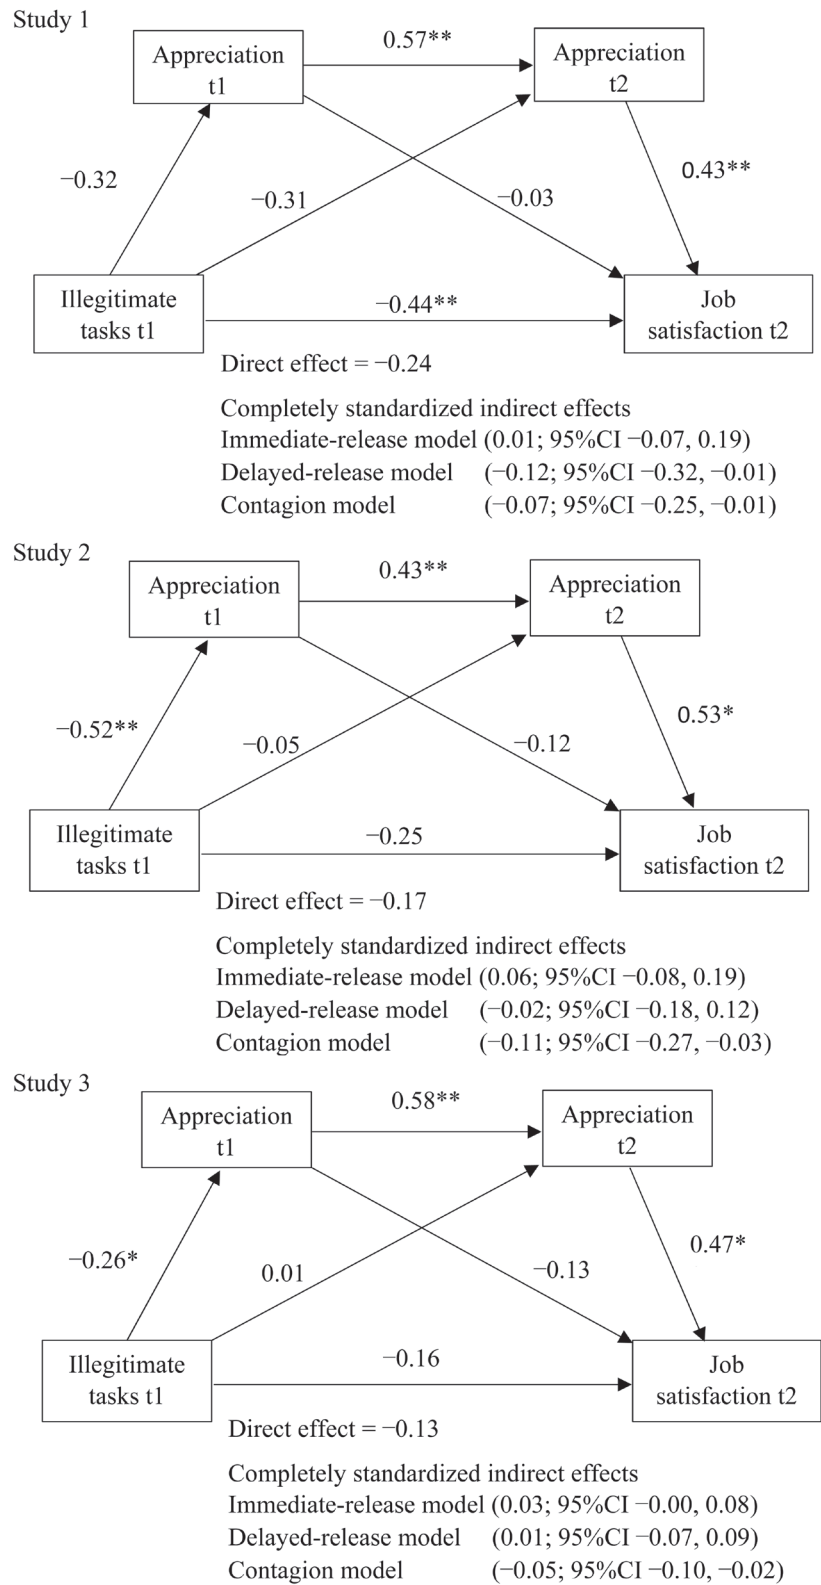 Study 1
Appreciation
t1
0.57**
Appreciation
t2
−0.32
−0.31
−0.03
0.43**
Illegitimate
tasks t1
−0.44**
Job
satisfaction t2
Direct effect = −0.24
Completely standardized indirect effects
Immediate-release model (0.01; 95%CI −0.07, 0.19)
Delayed-release model (−0.12; 95%CI −0.32, −0.01)
Contagion model (−0.07; 95%CI −0.25, −0.01)
Study 2
Appreciation
t1
0.43**
Appreciation
t2
−0.52**
−0.05
−0.12
0.53*
Illegitimate
tasks t1
−0.25
Job
satisfaction t2
Direct effect = −0.17
Completely standardized indirect effects
Immediate-release model (0.06; 95%CI −0.08, 0.19)
Delayed-release model (−0.02; 95%CI −0.18, 0.12)
Contagion model (−0.11; 95%CI −0.27, −0.03)
Study 3
Appreciation
t1
0.58**
Appreciation
t2
−0.26*
0.01
−0.13
0.47*
Illegitimate
tasks t1
−0.16
Job
satisfaction t2
Direct effect = −0.13
Completely standardized indirect effects
Immediate-release model (0.03; 95%CI −0.00, 0.08)
Delayed-release model (0.01; 95%CI −0.07, 0.09)
Contagion model (−0.05; 95%CI −0.10, −0.02)